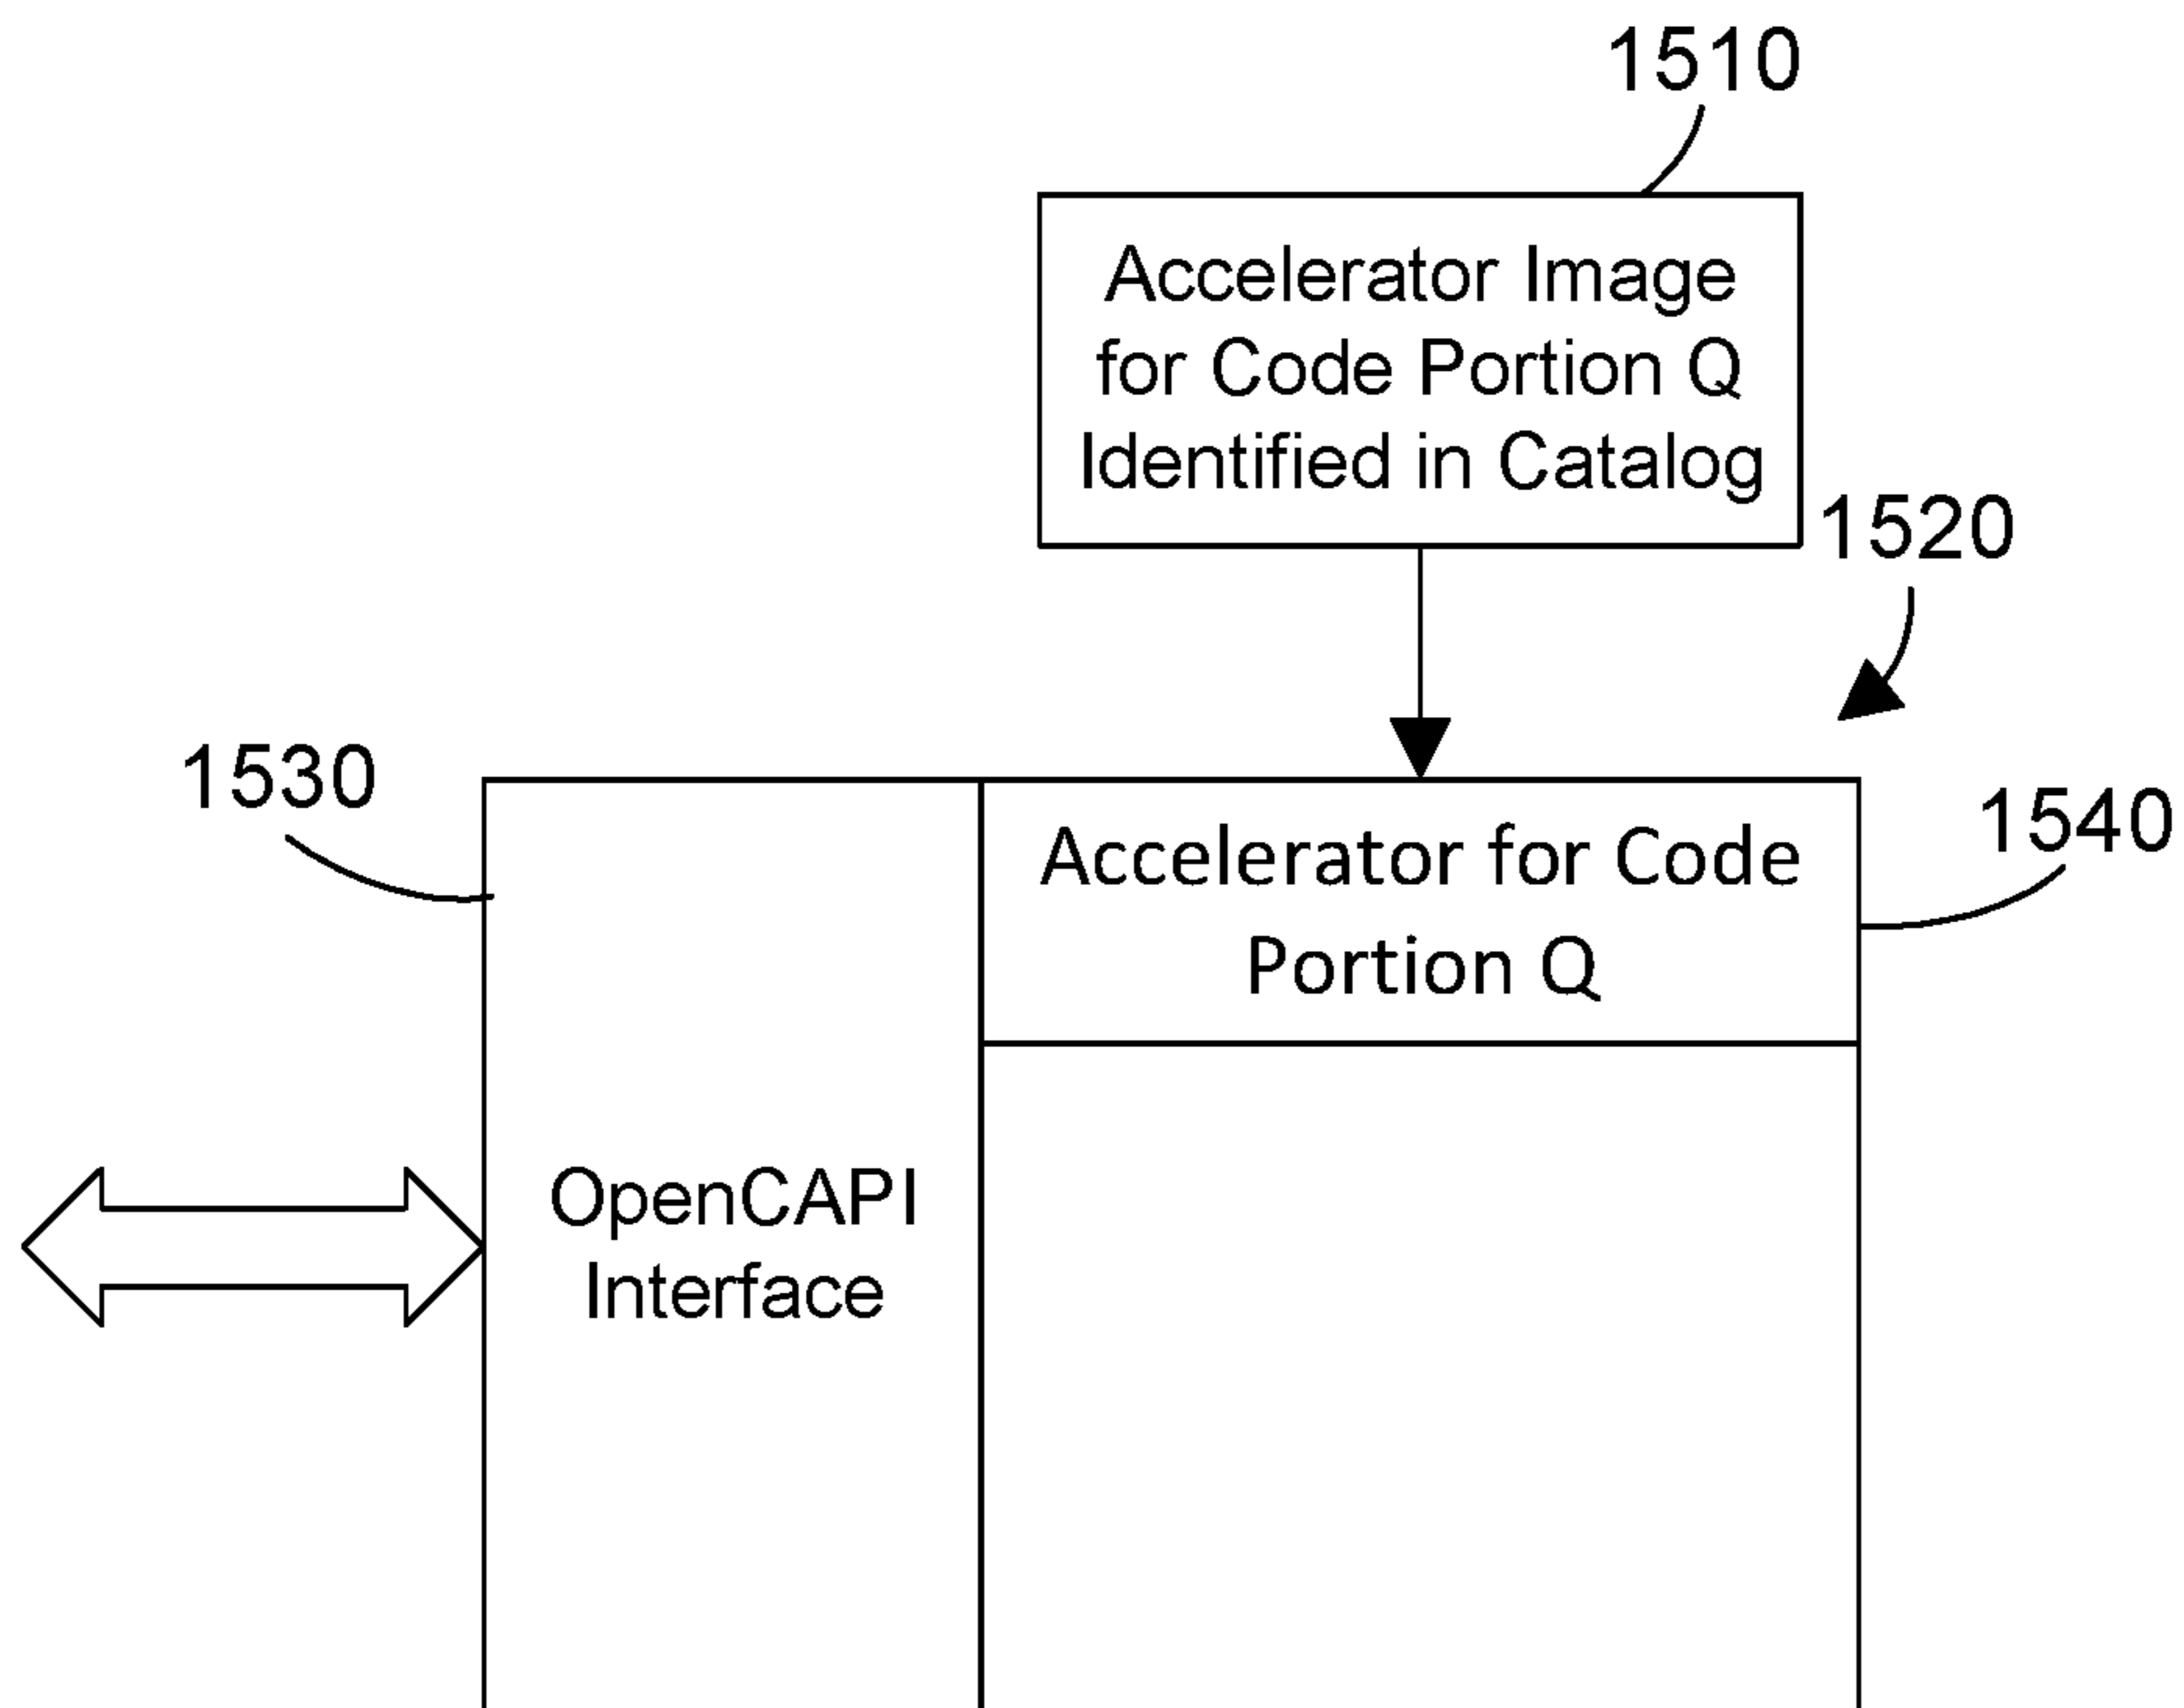 1510
Accelerator Image
for Code Portion Q
Identified in Catalog
1520
1530
1540
Accelerator for Code
Portion Q
OpenCAPI
Interface